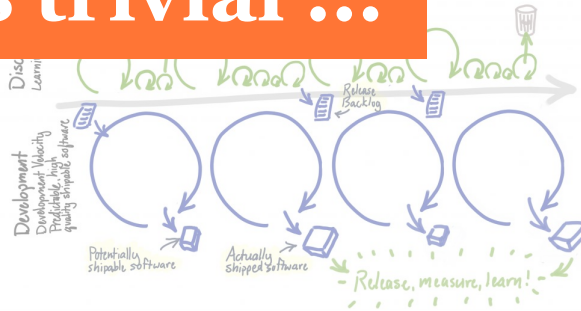 s trivial ...
Disc
Learni
Release
Backlog
Development
Development Velocity
Predictable, high
quality shipable software
Potentially
shipable software
Actually
shipped software
- Release, measure, learn! -